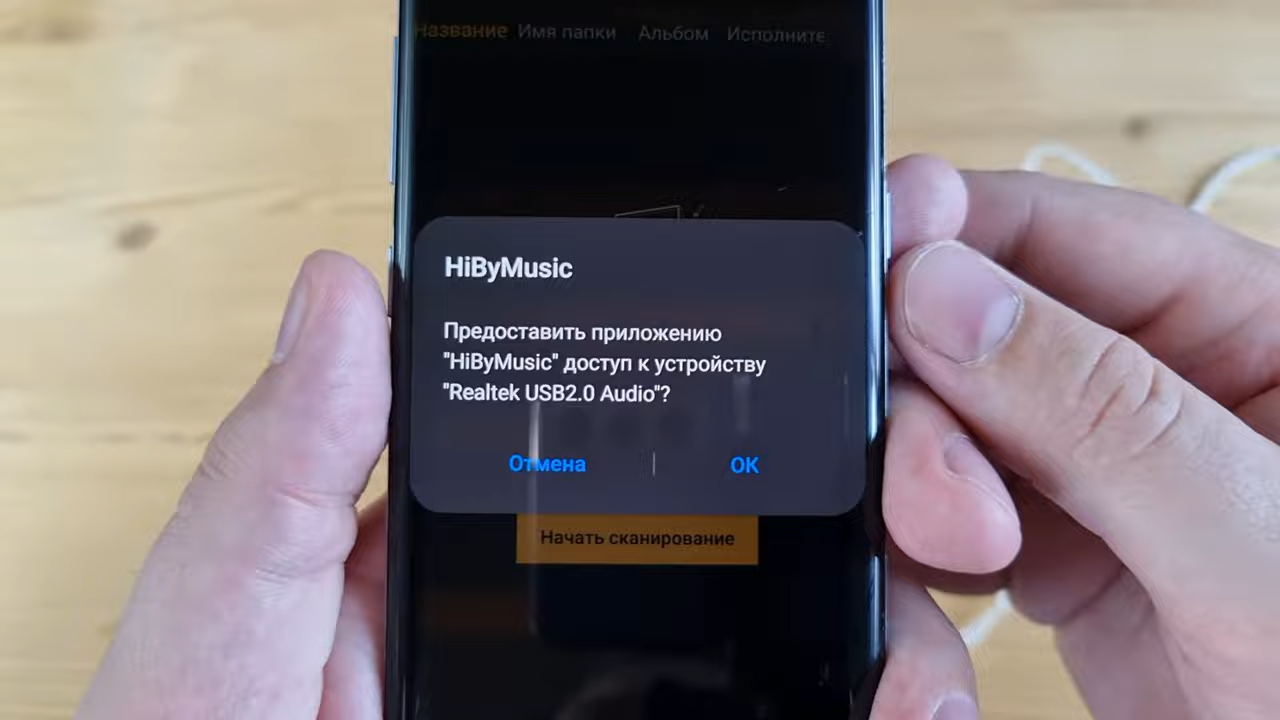 Название Имя папки Альбом Исполните
HiByMusic
Предоставить приложению
"HiByMusic" доступ к устройству
"Realtek USB2.0 Audio"?
Отмена OK
Начать сканирование